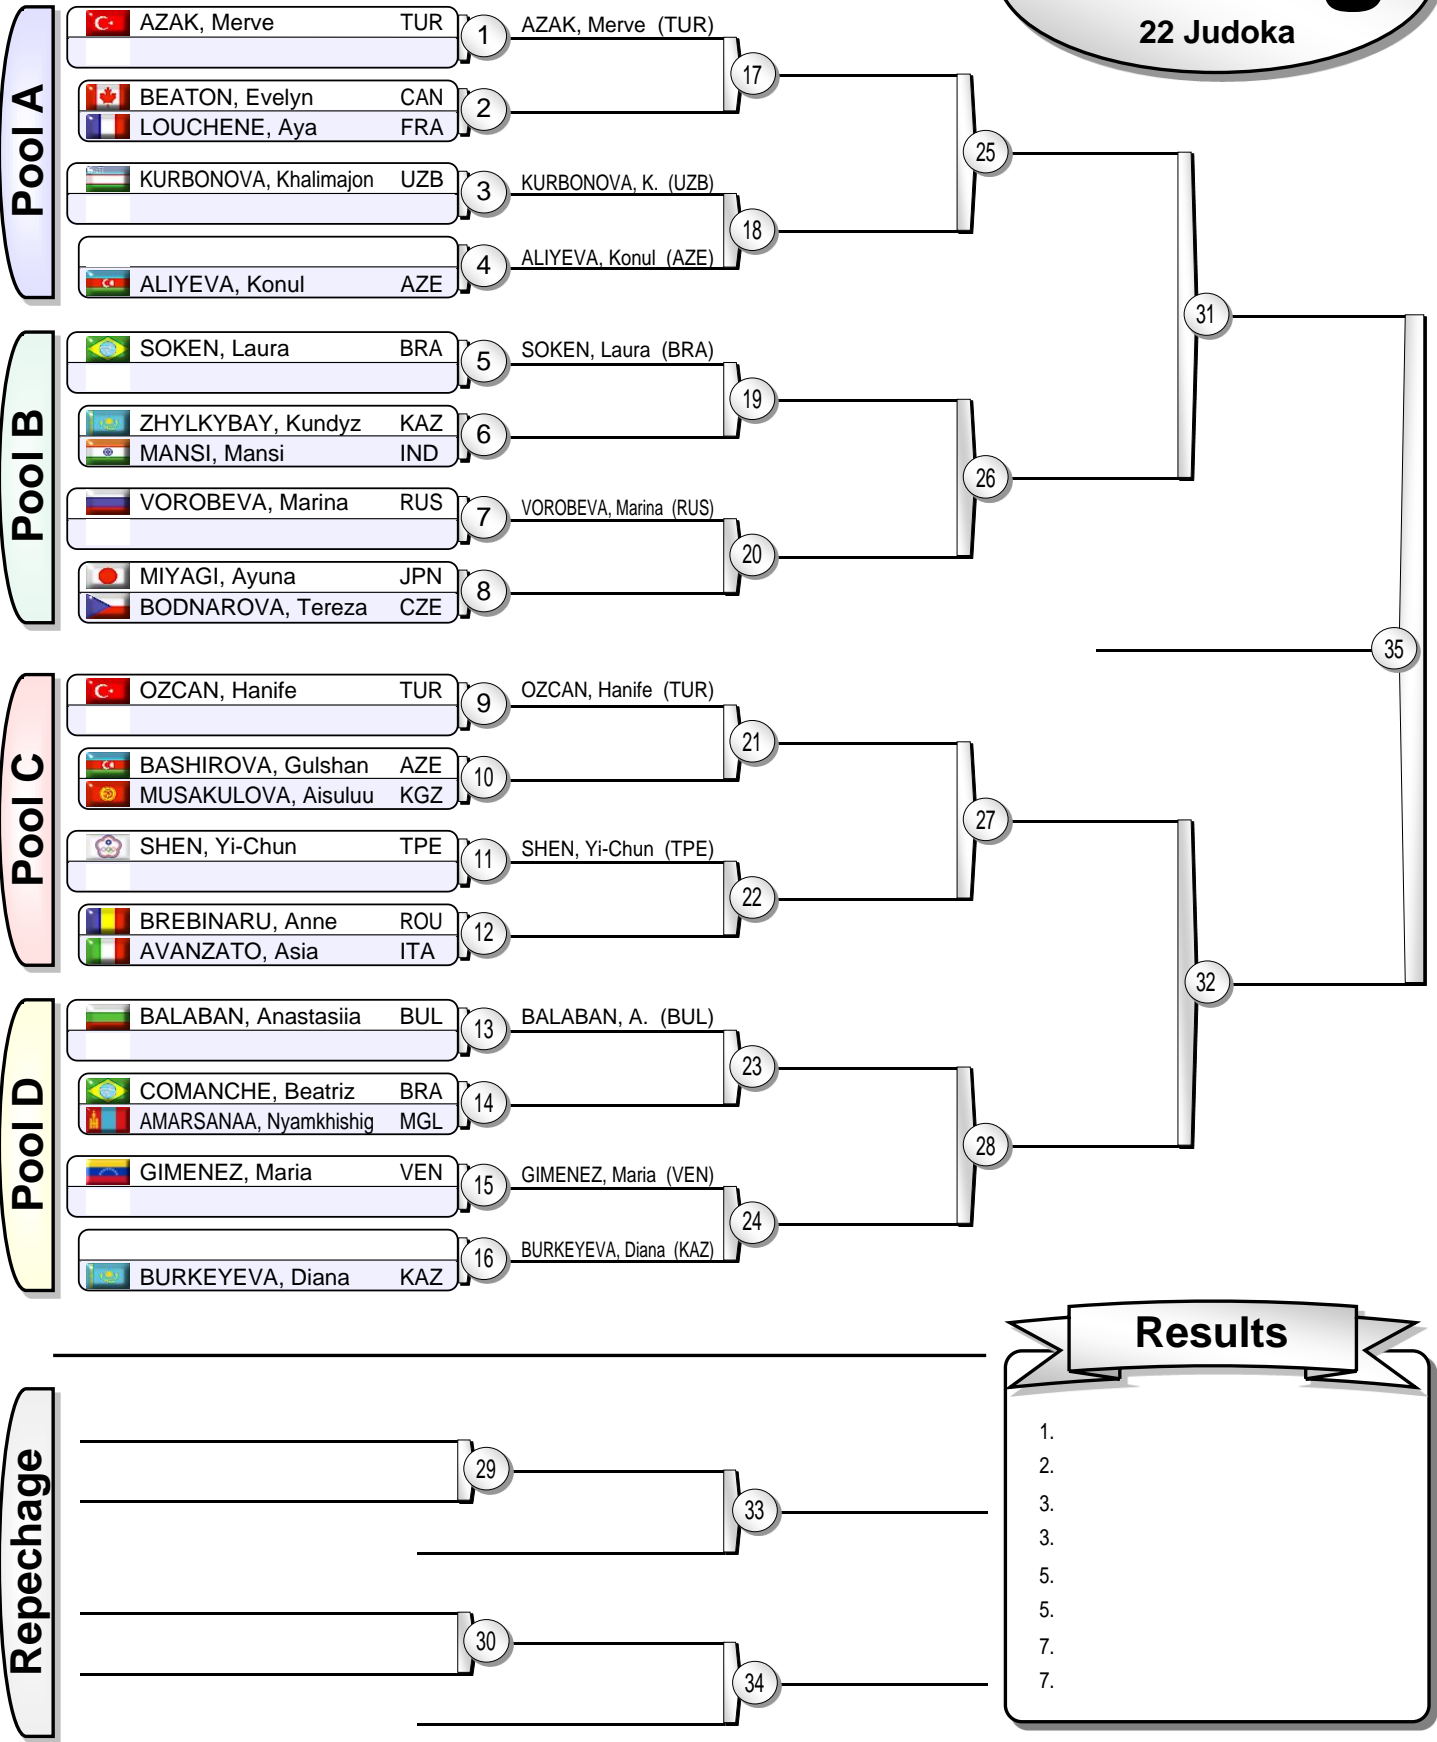 22 Judoka
Pool A
AZAK, Merve TUR 1 AZAK, Merve (TUR)
17
BEATON, Evelyn CAN
2
LOUCHENE, Aya FRA
25
KURBONOVA, Khalimajon UZB 3 KURBONOVA, K. (UZB)
18
4 ALIYEVA, Konul (AZE)
ALIYEVA, Konul AZE
31
Pool B
SOKEN, Laura BRA 5 SOKEN, Laura (BRA)
19
ZHYLKYBAY, Kundyz KAZ
6
MANSI, Mansi IND
26
VOROBEVA, Marina RUS 7 VOROBEVA, Marina (RUS)
20
MIYAGI, Ayuna JPN
8
BODNAROVA, Tereza CZE
35
Pool C
OZCAN, Hanife TUR 9 OZCAN, Hanife (TUR)
21
BASHIROVA, Gulshan AZE
10
MUSAKULOVA, Aisuluu KGZ
27
SHEN, Yi-Chun TPE 11 SHEN, Yi-Chun (TPE)
22
BREBINARU, Anne ROU
12
AVANZATO, Asia ITA
32
Pool D
BALABAN, Anastasiia BUL 13 BALABAN, A. (BUL)
23
COMANCHE, Beatriz BRA
14
AMARSANAA, Nyamkhishig MGL
28
GIMENEZ, Maria VEN 15 GIMENEZ, Maria (VEN)
24
16 BURKEYEVA, Diana (KAZ)
BURKEYEVA, Diana KAZ
Repechage
29
33
30
34
Results
1.
2.
3.
3.
5.
5.
7.
7.